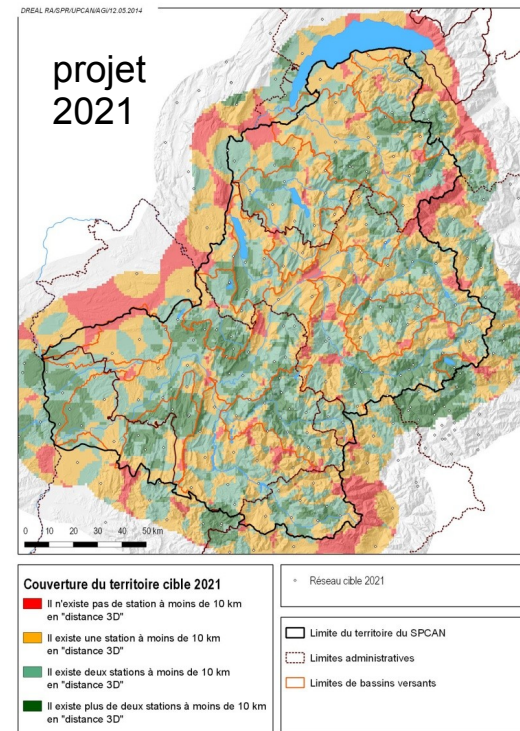 DREAL RA/SPR/UPCAN/AGi/12.05.2014
projet
2021
0 10 20 30 40 50 km
Couverture du territoire cible 2021
Il n'existe pas de station à moins de 10 km
en "distance 3D"
Il existe une station à moins de 10 km
en "distance 3D"
Il existe deux stations à moins de 10 km
en "distance 3D"
Il existe plus de deux stations à moins de 10 km
en "distance 3D"
Réseau cible 2021
Limite du territoire du SPCAN
Limites administratives
Limites de bassins versants